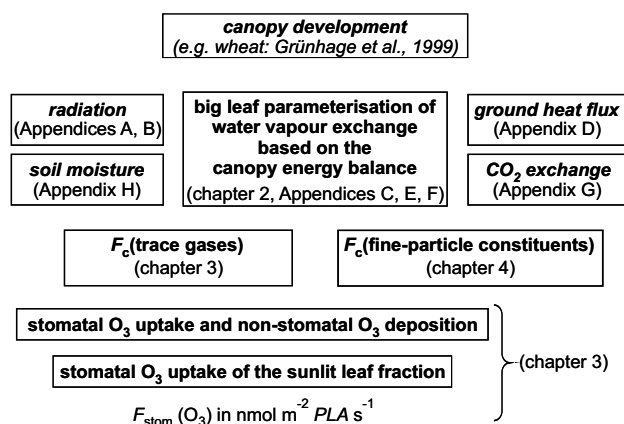 canopy development
(e.g. wheat: Grünhage et al., 1999)
radiation
(Appendices A, B)
soil moisture
(Appendix H)
big leaf parameterisation of
water vapour exchange
based on the
canopy energy balance
(chapter 2, Appendices C, E, F)
ground heat flux
(Appendix D)
CO₂ exchange
(Appendix G)
F_c(trace gases)
(chapter 3)
F_c(fine-particle constituents)
(chapter 4)
stomatal O₃ uptake and non-stomatal O₃ deposition
stomatal O₃ uptake of the sunlit leaf fraction
F_stom (O₃) in nmol m⁻² PLA s⁻¹
(chapter 3)